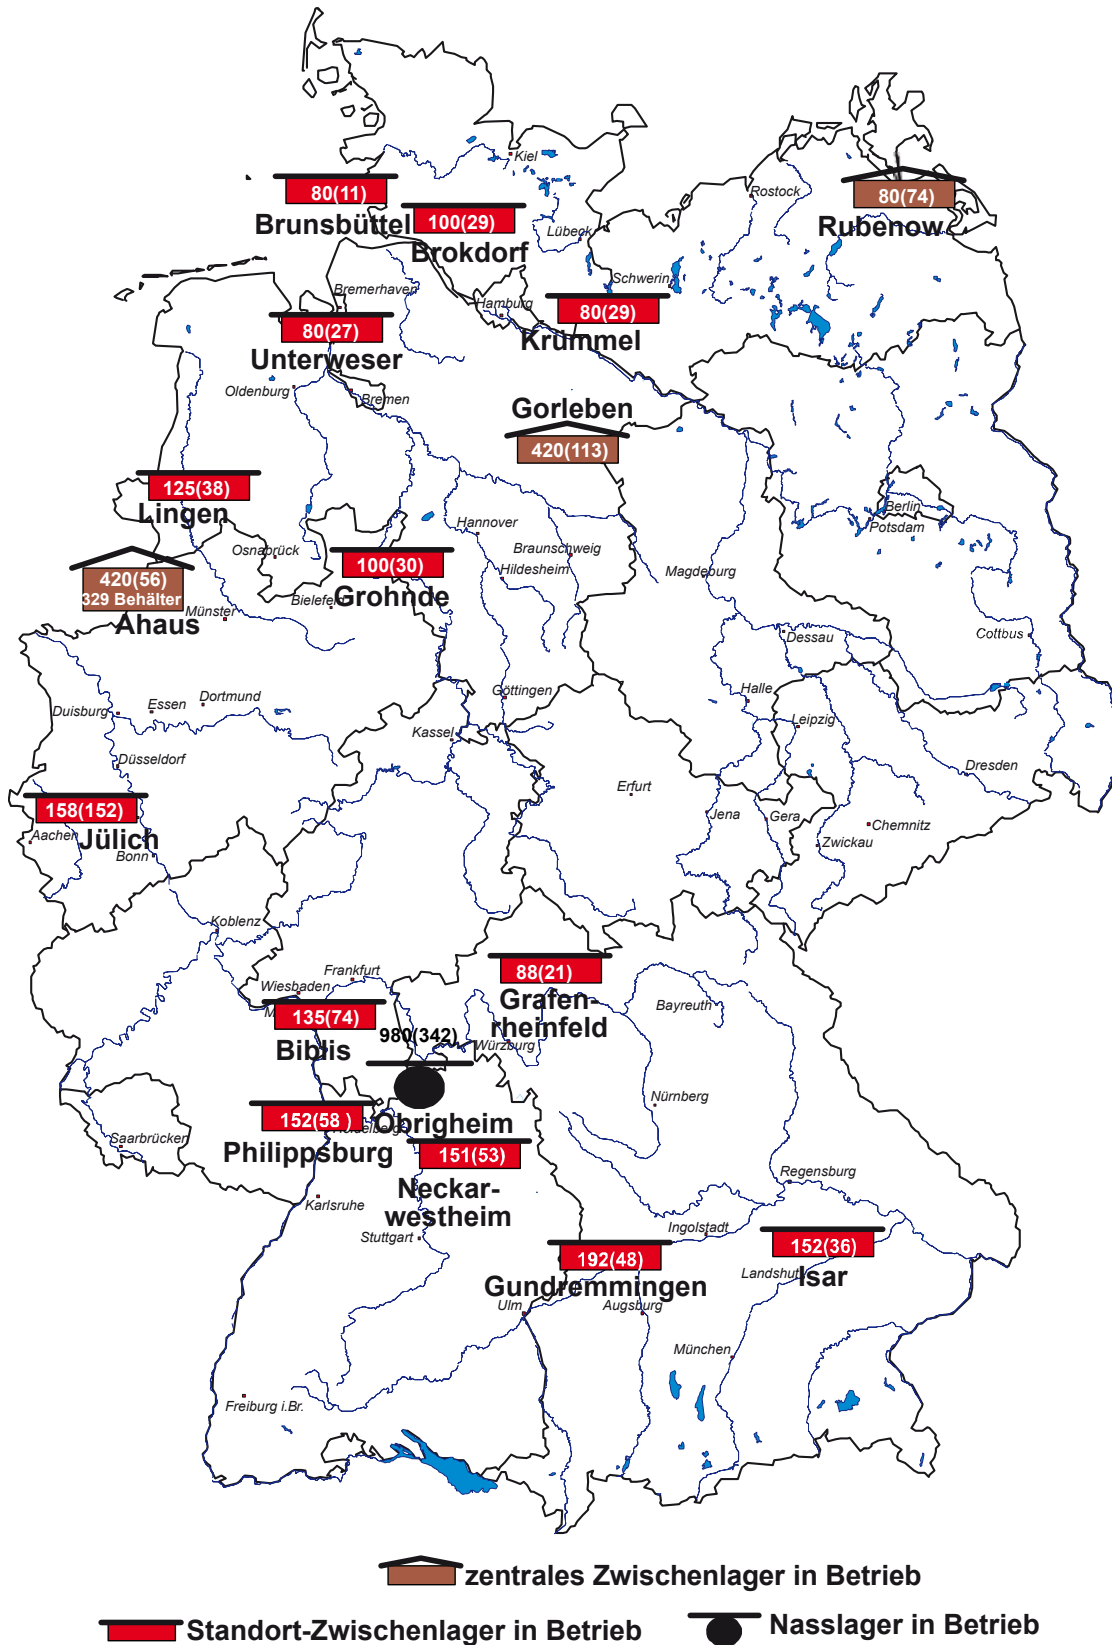 Kiel
80(11)
Brunsbüttel
100(29)
Brokdorf
Lübeck
Rostock
80(74)
Rubenow
Schwerin
Bremerhaven
Hamburg
80(29)
Krümmel
80(27)
Unterweser
Oldenburg
Bremen
Gorleben
420(113)
125(38)
Lingen
Hannover
Berlin
Potsdam
Osnabrück
Braunschweig
100(30)
Hildesheim
Magdeburg
Grohnde
420(56)
329 Behälter
Ahaus
Bielefeld
Münster
Dessau
Cottbus
Göttingen
Halle
Dortmund
Essen
Duisburg
Leipzig
Kassel
Düsseldorf
Dresden
Erfurt
158(152)
Jülich
Aachen
Bonn
Jena
Gera
Chemnitz
Zwickau
Koblenz
Frankfurt
Wiesbaden
88(21)
Grafen-
rheinfeld
Bayreuth
135(74)
Biblis
980(342)
Würzburg
Obrigheim
Nürnberg
152(58 )
Philippsburg
Heidelberg
Saarbrücken
151(53)
Neckar-
westheim
Regensburg
Karlsruhe
Stuttgart
Ingolstadt
152(36)
Isar
Landshut
192(48)
Gundremmingen
Ulm
Augsburg
München
Freiburg i.Br.
zentrales Zwischenlager in Betrieb
Standort-Zwischenlager in Betrieb
Nasslager in Betrieb